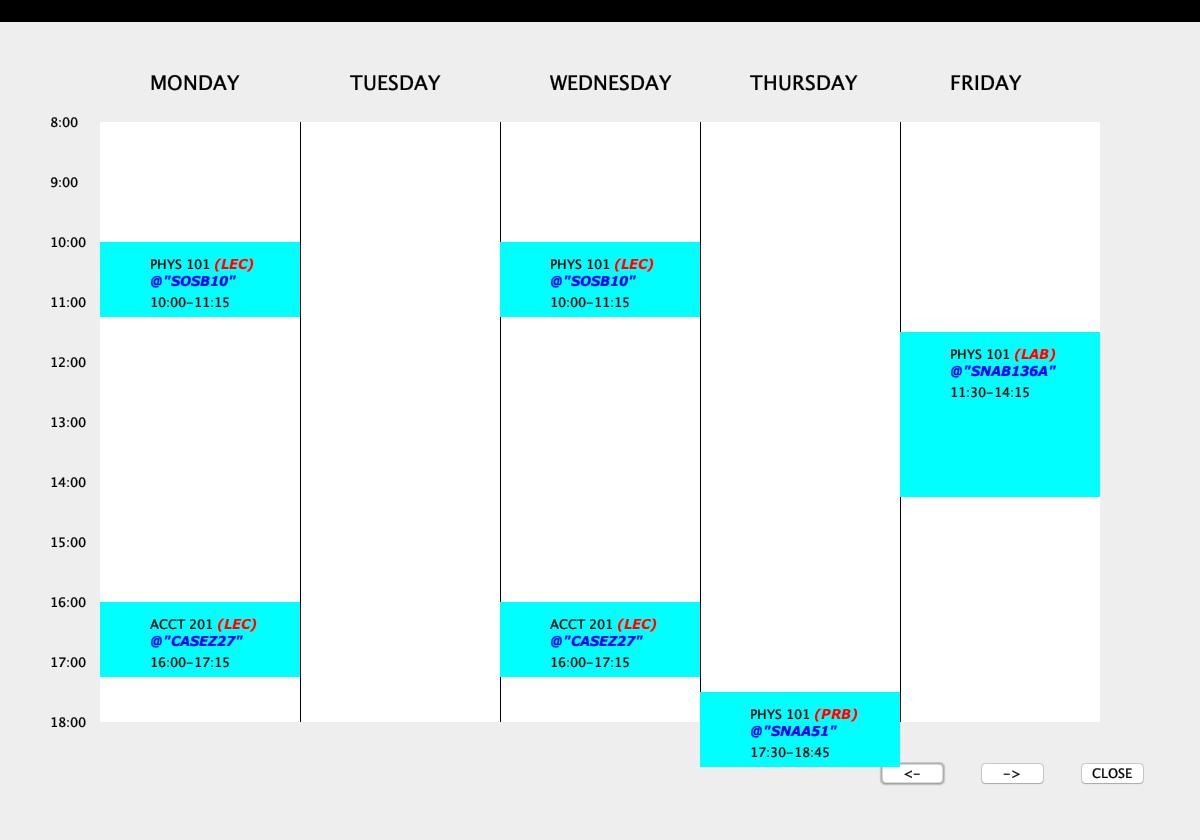 MONDAY TUESDAY WEDNESDAY THURSDAY FRIDAY
8:00
9:00
10:00
PHYS 101 (LEC)
@"SOSB10"
10:00-11:15
PHYS 101 (LEC)
@"SOSB10"
10:00-11:15
11:00
PHYS 101 (LAB)
@"SNAB136A"
11:30-14:15
12:00
13:00
14:00
15:00
16:00
ACCT 201 (LEC)
@"CASEZ27"
16:00-17:15
ACCT 201 (LEC)
@"CASEZ27"
16:00-17:15
17:00
18:00
PHYS 101 (PRB)
@"SNAA51"
17:30-18:45
<- -> CLOSE